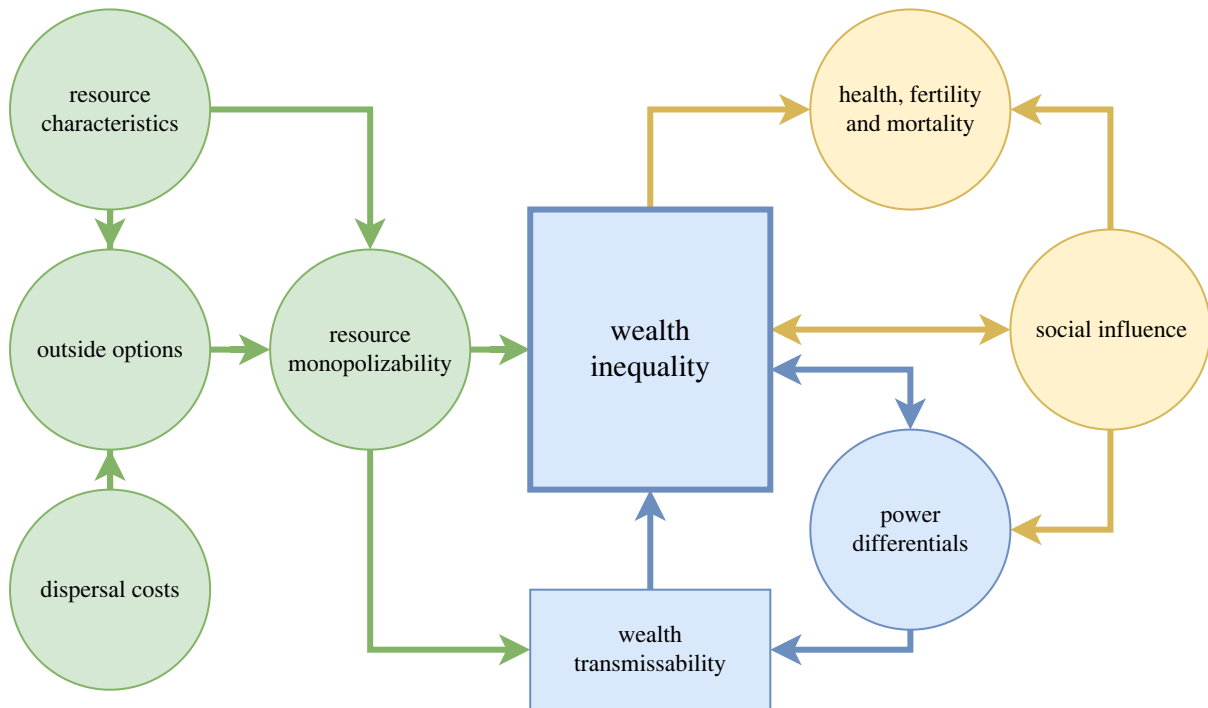 resource
characteristics
health, fertility
and mortality
outside options
resource
monopolizability
wealth
inequality
social influence
power
differentials
dispersal costs
wealth
transmissability